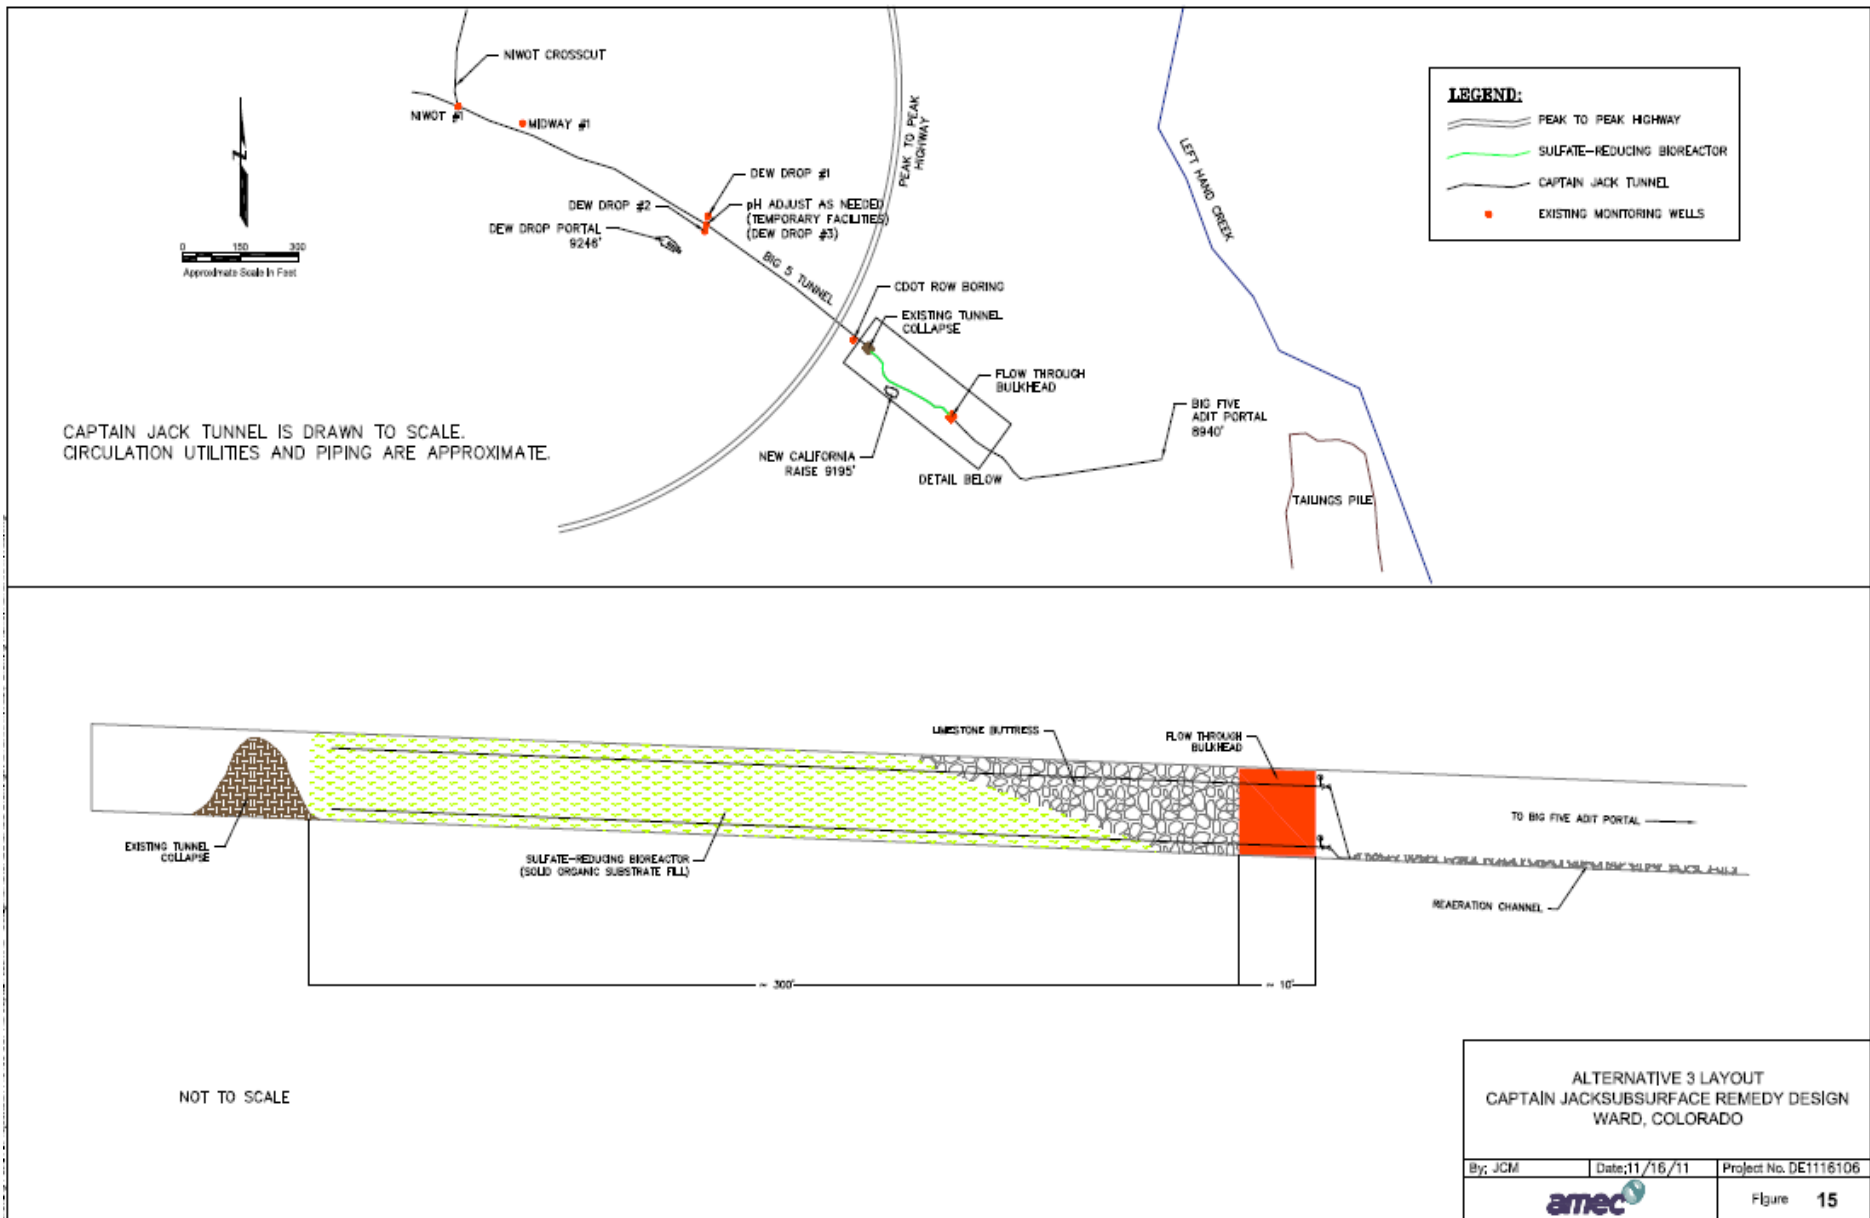 NIWOT CROSSCUT
NIWOT #1
MIDWAY #1
N
0 150 300
Approximate Scale In Feet
DEW DROP #1
DEW DROP #2
pH ADJUST AS NEEDED
(TEMPORARY FACILITIES)
(DEW DROP #3)
DEW DROP PORTAL
9246'
BIG 5 TUNNEL
PEAK TO PEAK
HIGHWAY
LEFT HAND CREEK
CDOT ROW BORING
EXISTING TUNNEL
COLLAPSE
FLOW THROUGH
BULKHEAD
BIG FIVE
ADIT PORTAL
8940'
NEW CALIFORNIA
RAISE 9195'
DETAIL BELOW
TAILINGS PILE
CAPTAIN JACK TUNNEL IS DRAWN TO SCALE.
CIRCULATION UTILITIES AND PIPING ARE APPROXIMATE.
LEGEND:
PEAK TO PEAK HIGHWAY
SULFATE-REDUCING BIOREACTOR
CAPTAIN JACK TUNNEL
EXISTING MONITORING WELLS
LIMESTONE BUTTRESS
FLOW THROUGH
BULKHEAD
TO BIG FIVE ADIT PORTAL
EXISTING TUNNEL
COLLAPSE
SULFATE-REDUCING BIOREACTOR
(SOLID ORGANIC SUBSTRATE FILL)
REAERATION CHANNEL
~ 300'
~ 10'
NOT TO SCALE
ALTERNATIVE 3 LAYOUT
CAPTAIN JACKSUBSURFACE REMEDY DESIGN
WARD, COLORADO
By: JCM Date:11/16/11 Project No. DE1116106
amec Figure 15